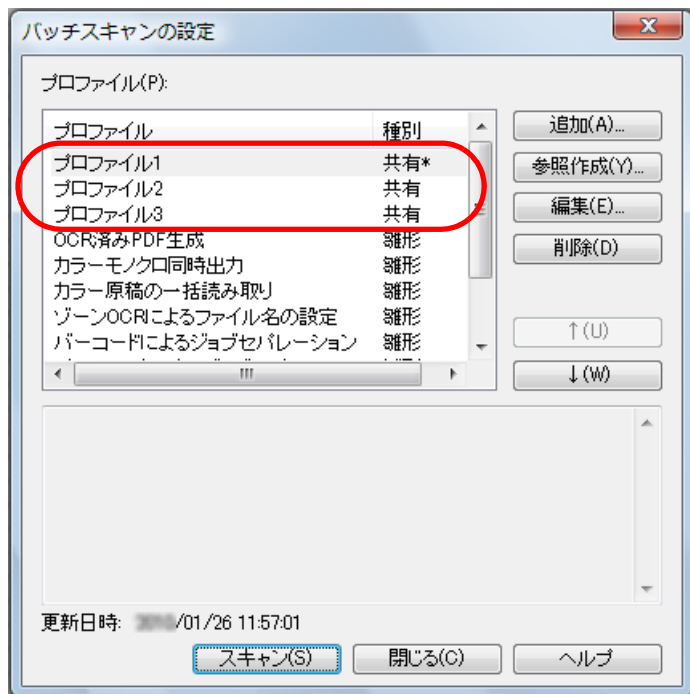 バッチスキャンの設定
プロファイル(P):
プロファイル 種別
プロファイル1 共有*
プロファイル2 共有
プロファイル3 共有
OCR済みPDF生成 雛形
カラーモノクロ同時出力 雛形
カラー原稿の一括読み取り 雛形
ゾーンOCRによるファイル名の設定 雛形
バーコードによるジョブセパレーション 雛形
追加(A)...
参照作成(Y)...
編集(E)...
削除(D)
↑(U)
↓(W)
更新日時: /01/26 11:57:01
スキャン(S) 閉じる(C) ヘルプ